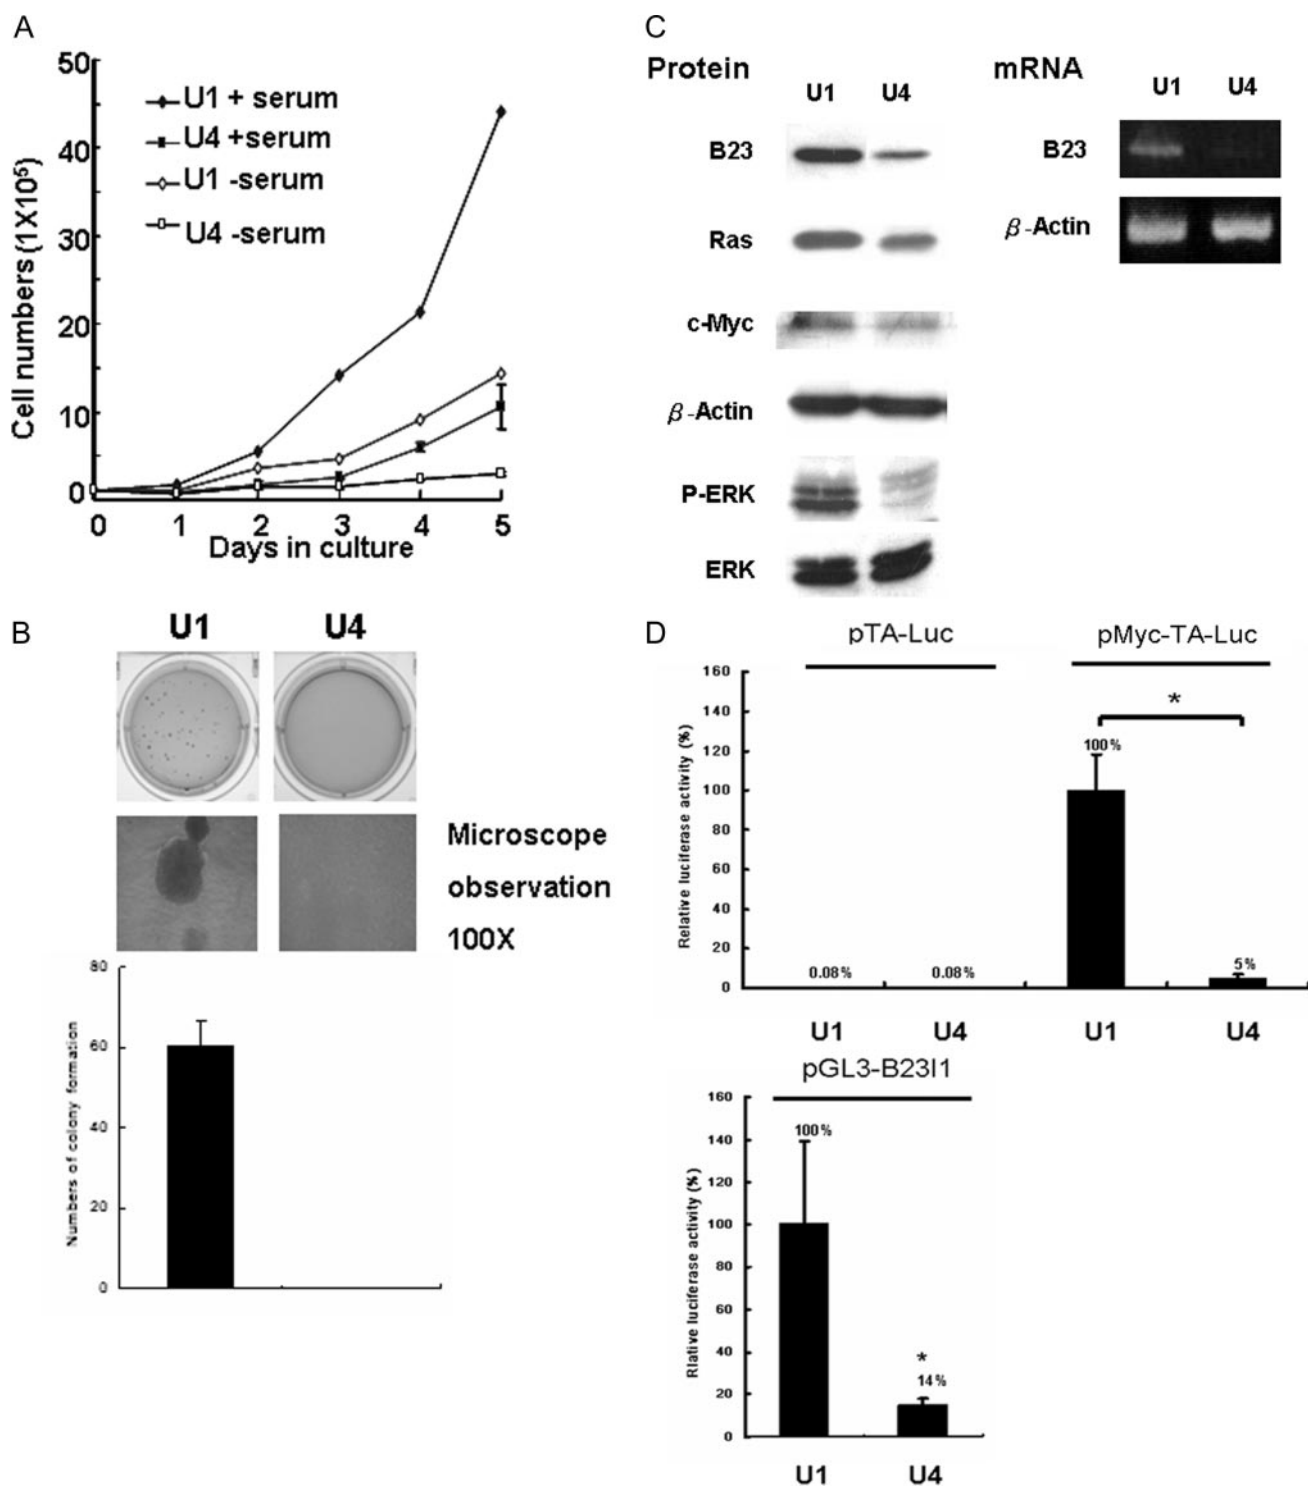 A
50
40
30
20
10
0
U1 + serum
U4 +serum
U1 -serum
U4 -serum
Cell numbers (1X10⁵)
0 1 2 3 4 5
Days in culture
B
U1 U4
Microscope
observation
100X
80
60
40
20
0
Numbers of colony formation
C
Protein
U1 U4
B23
Ras
c-Myc
β-Actin
P-ERK
ERK
mRNA
U1 U4
B23
β-Actin
D
pTA-Luc pMyc-TA-Luc
160
140
120
100
80
60
40
20
0
Relative luciferase activity (%)
*
100%
0.08% 0.08% 5%
U1 U4 U1 U4
pGL3-B23I1
160
140
120
100
80
60
40
20
0
Rlative luciferase activity (%)
100%
*
14%
U1 U4